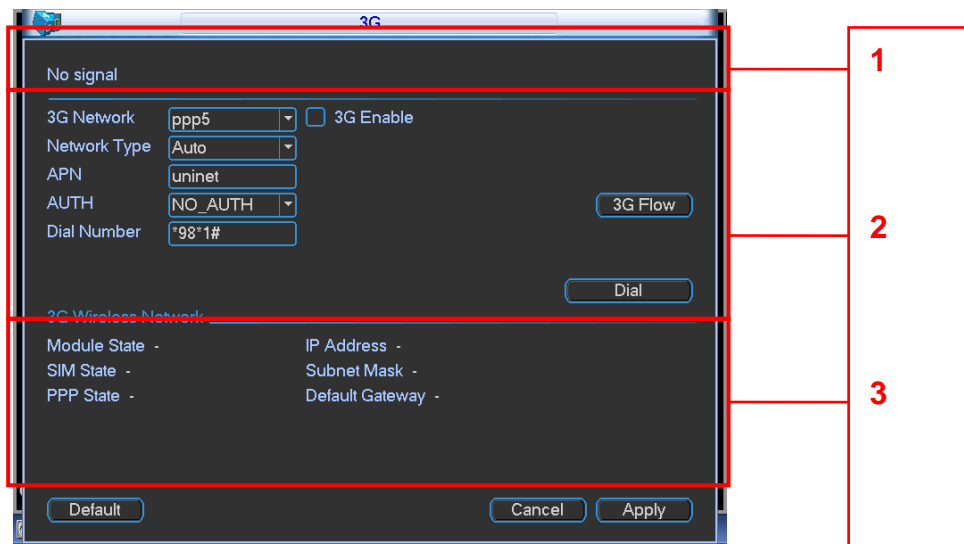 3G
No signal
1
3G Network ppp5 3G Enable
Network Type Auto
APN uninet
AUTH NO_AUTH 3G Flow
Dial Number *98*1#
2
Dial
3G Wireless Network
Module State - IP Address -
SIM State - Subnet Mask -
PPP State - Default Gateway -
3
Default Cancel Apply